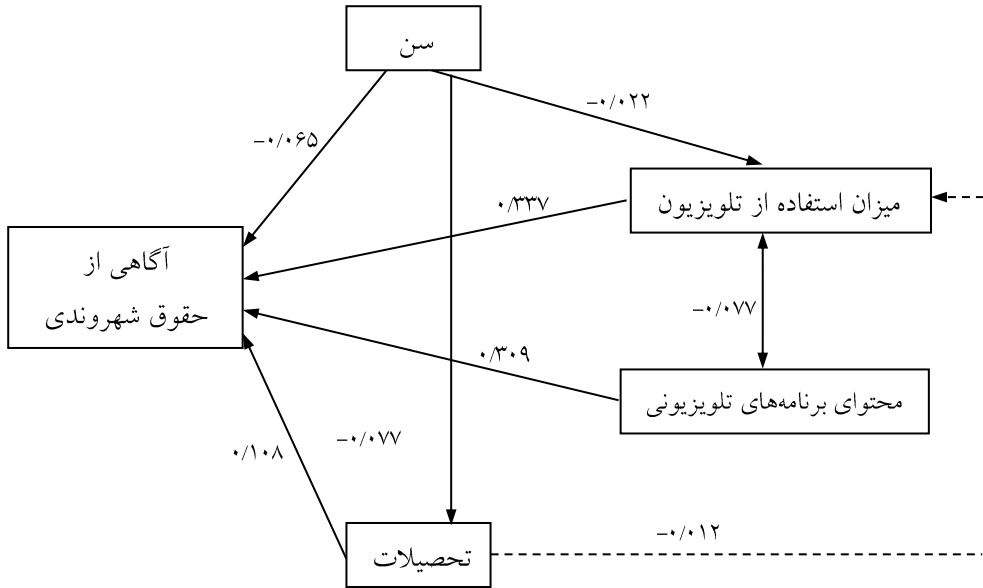 سن
−۰/۰۲۲
−۰/۰۶۵
میزان استفاده از تلویزیون
۰/۳۳۷
آگاهی از
حقوق شهروندی
−۰/۰۷۷
۰/۳۰۹
محتوای برنامه‌های تلویزیونی
−۰/۰۷۷
۰/۱۰۸
−۰/۰۱۲
تحصیلات